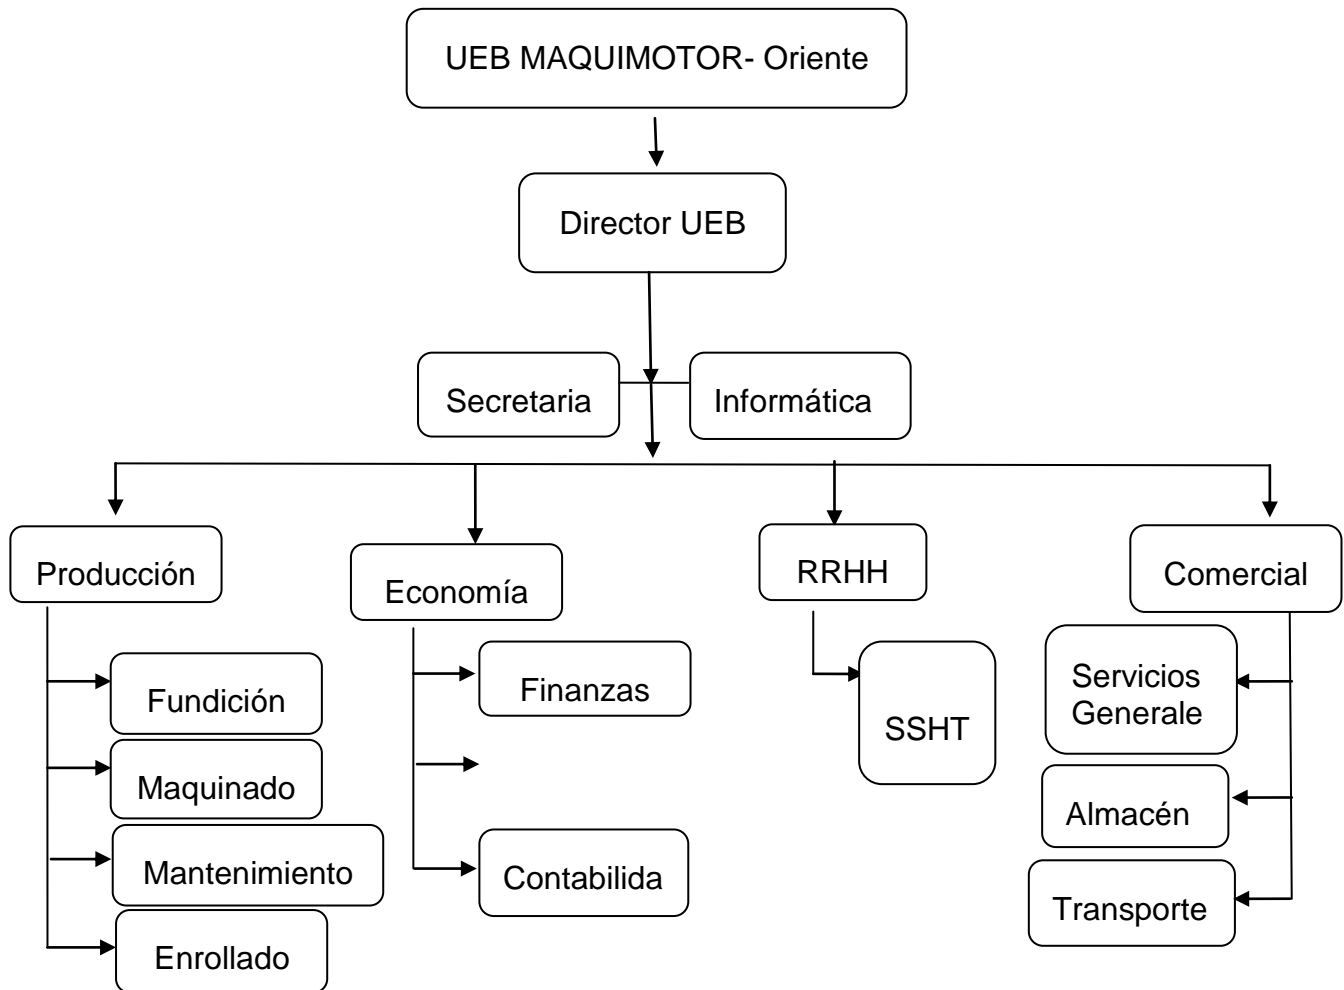 UEB MAQUIMOTOR- Oriente
Director UEB
Secretaria
Informática
Producción
Economía
RRHH
Comercial
Fundición
Maquinado
Mantenimiento
Enrollado
Finanzas
Contabilida
SSHT
Servicios
Generale
Almacén
Transporte